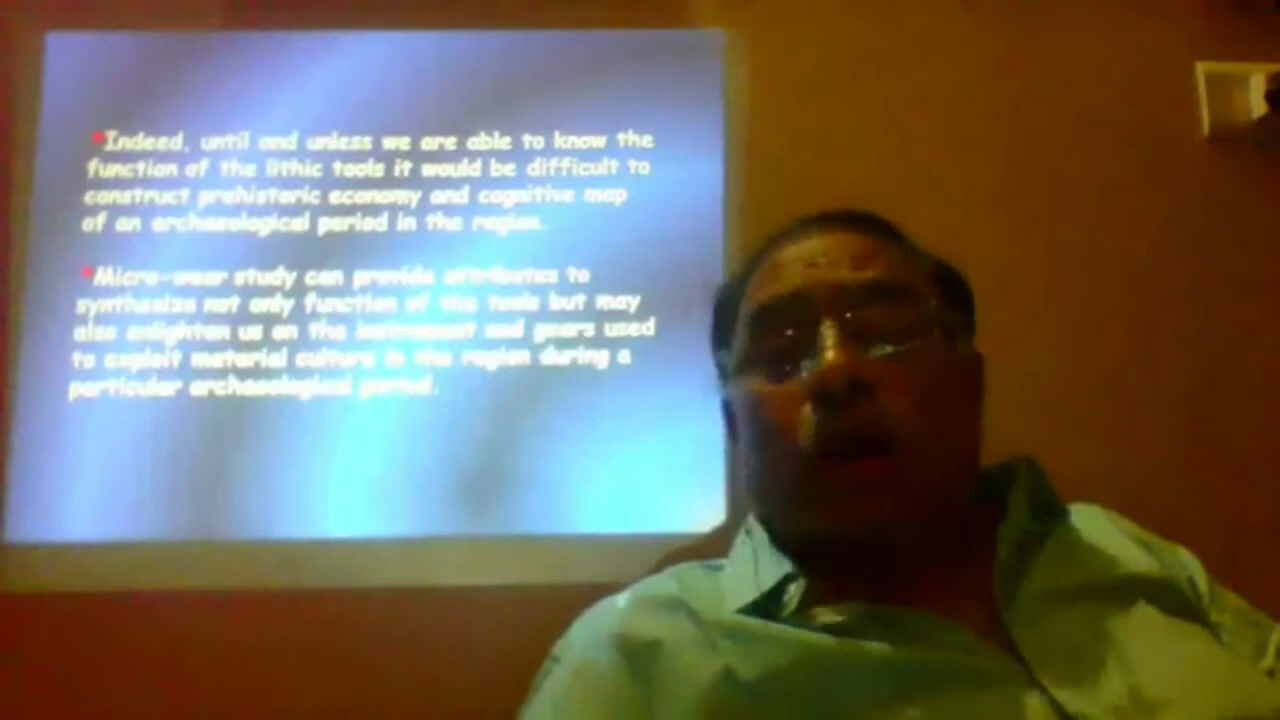 *Indeed, until and unless we are able to know the
function of the lithic tools it would be difficult to
construct prehistoric economy and cognitive map
of an archaeological period in the region.
*Micro-wear study can provide attributes to
synthesize not only function of the tools but may
also enlighten us on the instrument and gears used
to exploit material culture in the region during a
particular archaeological period.